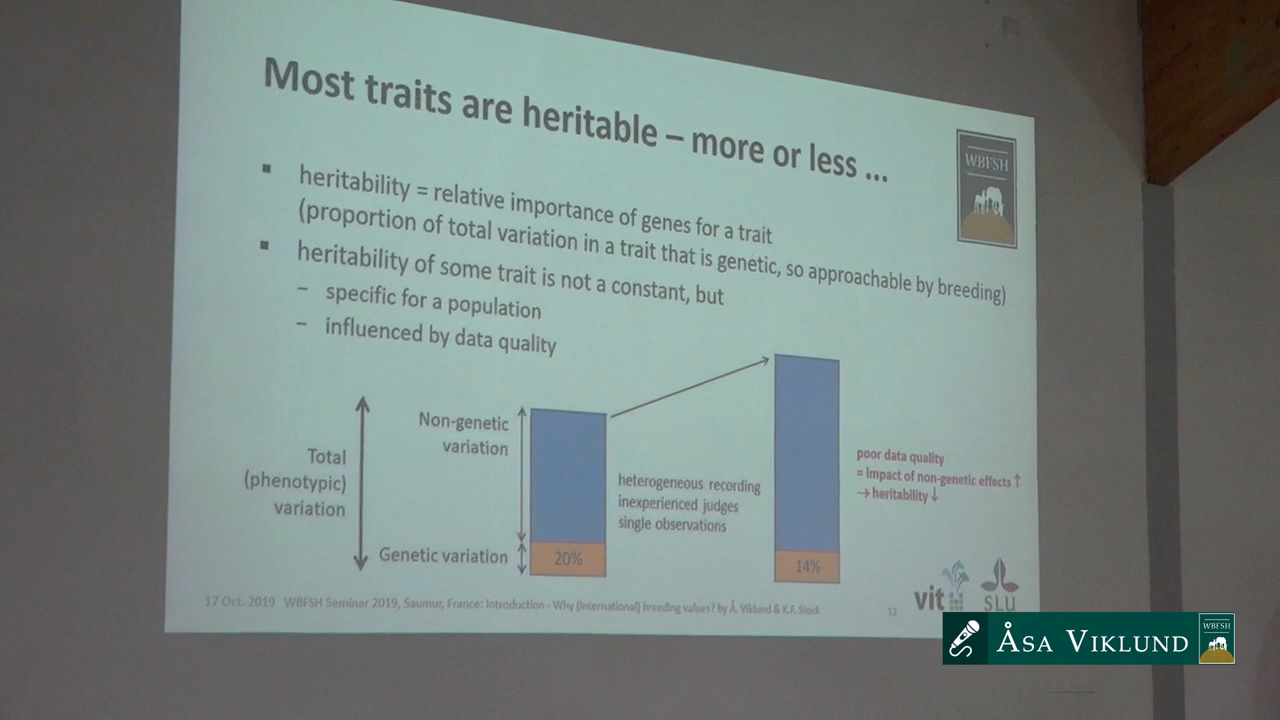 Most traits are heritable – more or less ...
WBFSH
▪ heritability = relative importance of genes for a trait
(proportion of total variation in a trait that is genetic, so approachable by breeding)
▪ heritability of some trait is not a constant, but
– specific for a population
– influenced by data quality
Total
(phenotypic)
variation
Non-genetic
variation
Genetic variation
20%
heterogeneous recording
inexperienced judges
single observations
14%
poor data quality
= impact of non-genetic effects ↑
→ heritability ↓
17 Oct. 2019 WBFSH Seminar 2019, Saumur, France: Introduction - Why (international) breeding values? by Å. Viklund & K.F. Stock
12
vit
SLU
ÅSA VIKLUND
WBFSH